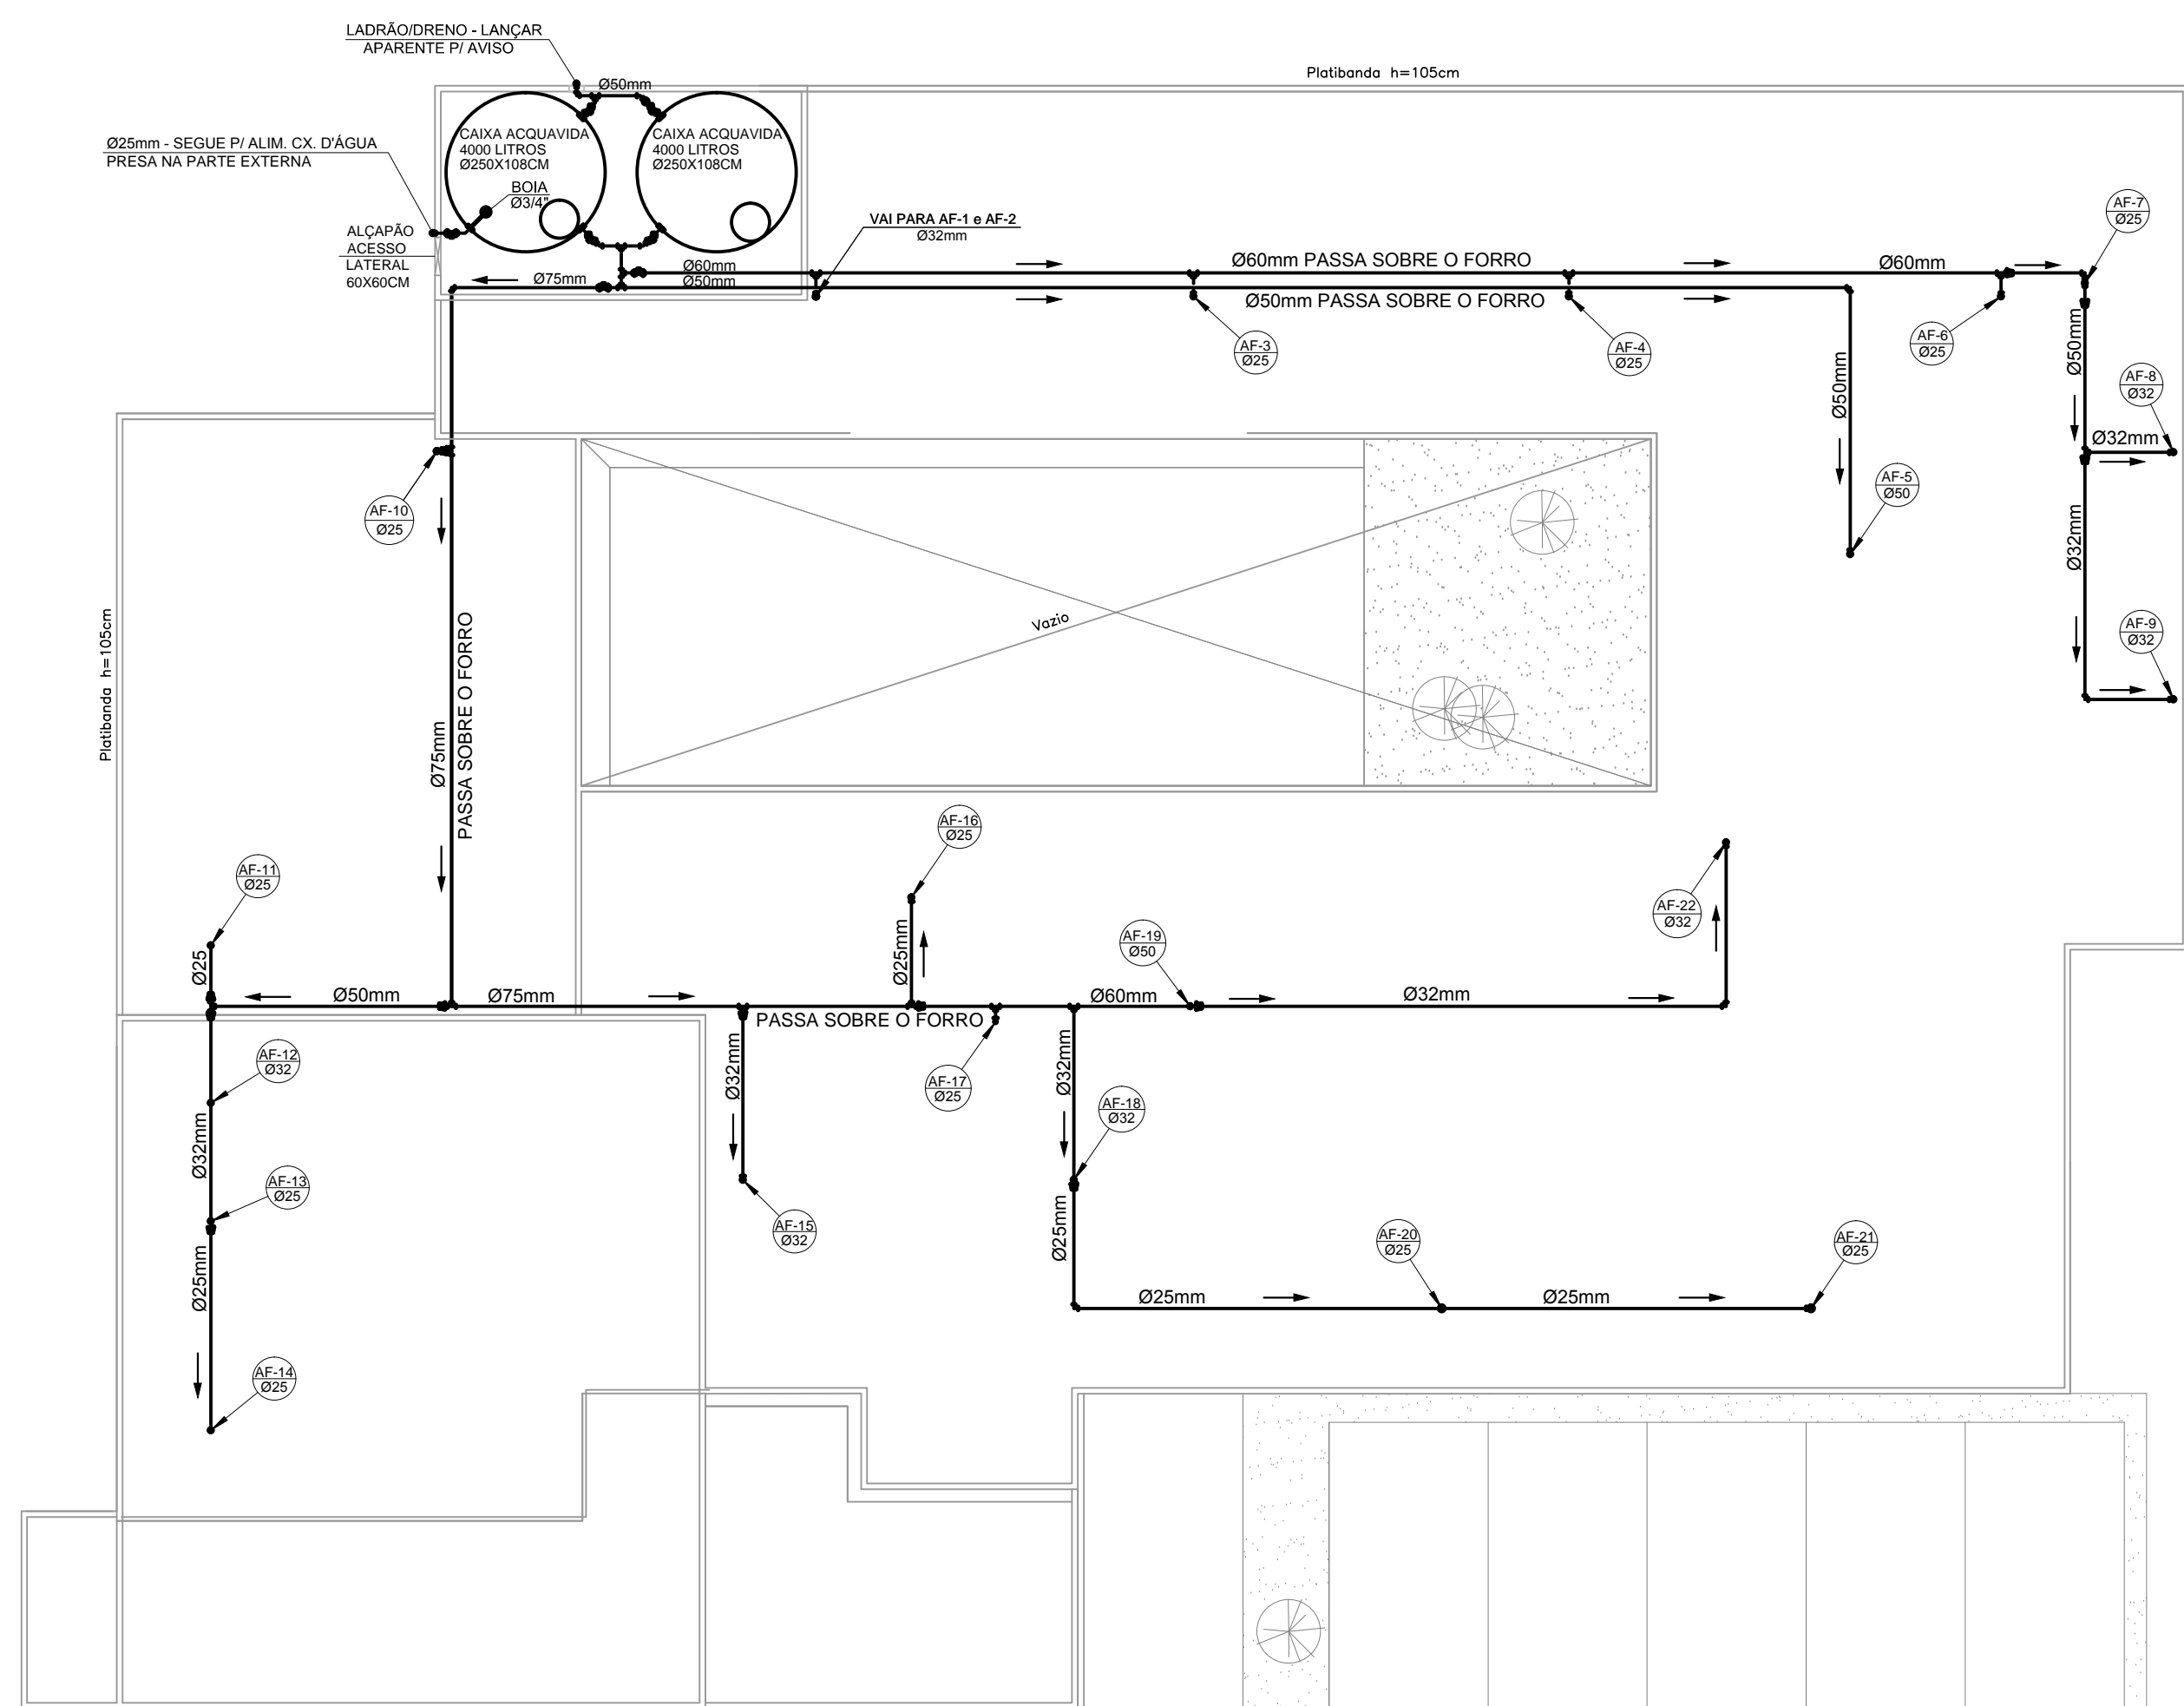 LADRÃO/DRENO - LANÇAR
APARENTE P/ AVISO
Ø50mm
Platibanda h=105cm
Ø25mm - SEGUE P/ ALIM. CX. D'ÁGUA
PRESA NA PARTE EXTERNA
CAIXA ACQUAVIDA
4000 LITROS
Ø250X108CM
CAIXA ACQUAVIDA
4000 LITROS
Ø250X108CM
BOIA
Ø3/4"
ALÇAPÃO
ACESSO
LATERAL
60X60CM
VAI PARA AF-1 e AF-2
Ø32mm
AF-7
Ø25
Ø75mm
Ø60mm
Ø50mm
Ø60mm PASSA SOBRE O FORRO
Ø60mm
Ø50mm PASSA SOBRE O FORRO
AF-3
Ø25
AF-4
Ø25
AF-6
Ø25
Ø50mm
Ø50mm
AF-8
Ø32
Ø32mm
AF-10
Ø25
AF-5
Ø50
Ø32mm
AF-9
Ø32
Vazio
Platibanda h=105cm
Ø75mm
PASSA SOBRE O FORRO
AF-16
Ø25
AF-11
Ø25
AF-22
Ø32
AF-19
Ø50
Ø25
Ø25mm
Ø50mm
Ø75mm
Ø60mm
Ø32mm
PASSA SOBRE O FORRO
AF-12
Ø32
Ø32mm
Ø32mm
AF-17
Ø25
AF-18
Ø32
Ø32mm
AF-13
Ø25
AF-15
Ø32
Ø25mm
Ø25mm
AF-20
Ø25
AF-21
Ø25
Ø25mm
Ø25mm
AF-14
Ø25